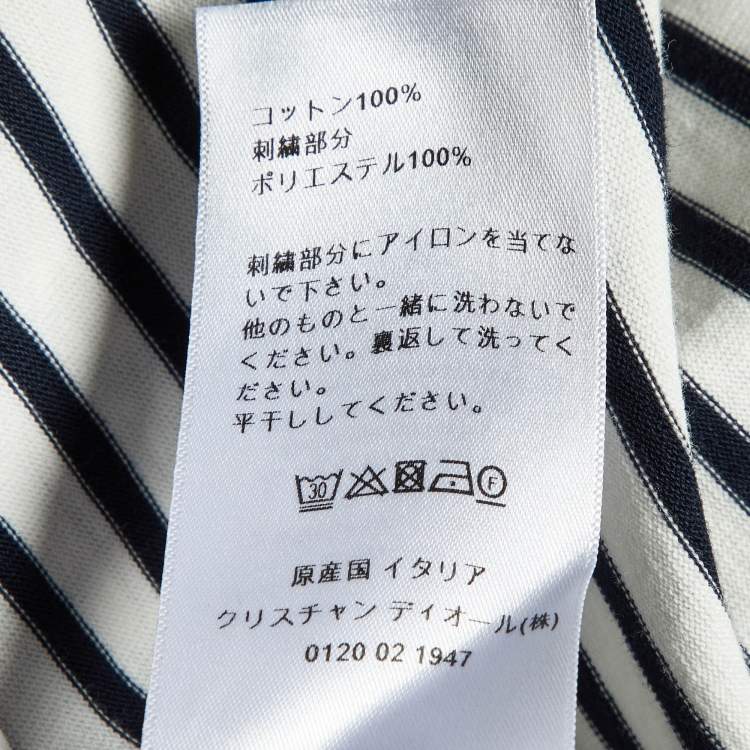 コットン100%
刺繍部分
ポリエステル100%
刺繍部分にアイロンを当てな
いで下さい。
他のものと一緒に洗わないで
ください。裏返して洗ってく
ださい。
平干ししてください。
30 F
原産国 イタリア
クリスチャン ディオール(株)
0120 02 1947